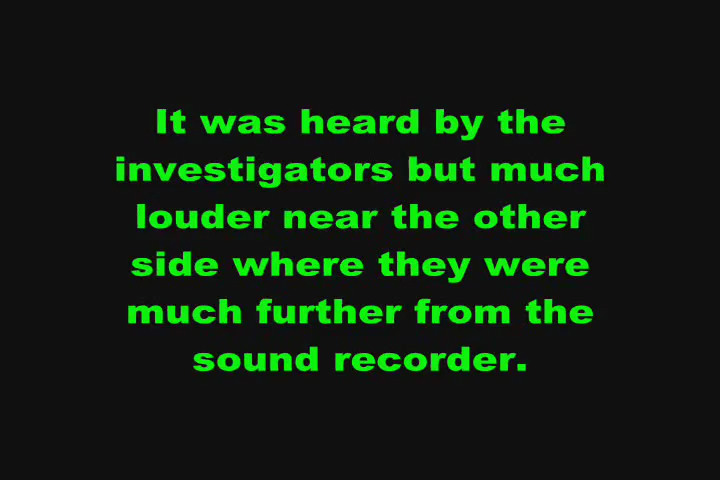 It was heard by the
investigators but much
louder near the other
side where they were
much further from the
sound recorder.